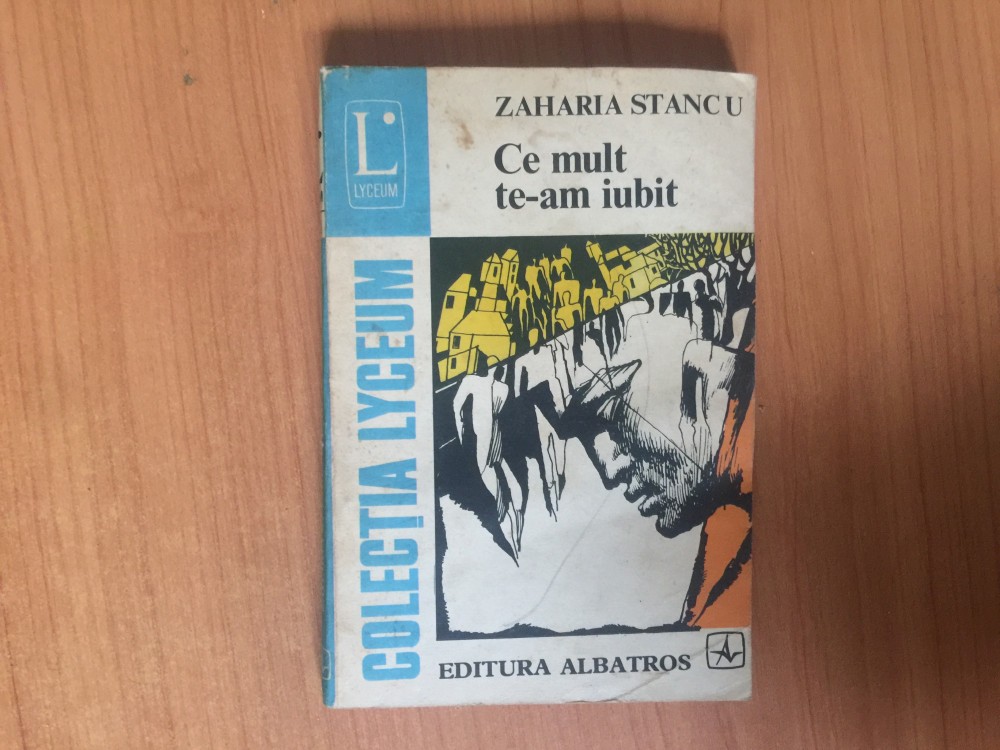 L
LYCEUM
ZAHARIA STANCU
Ce mult
te-am iubit
COLECȚIA LYCEUM
EDITURA ALBATROS